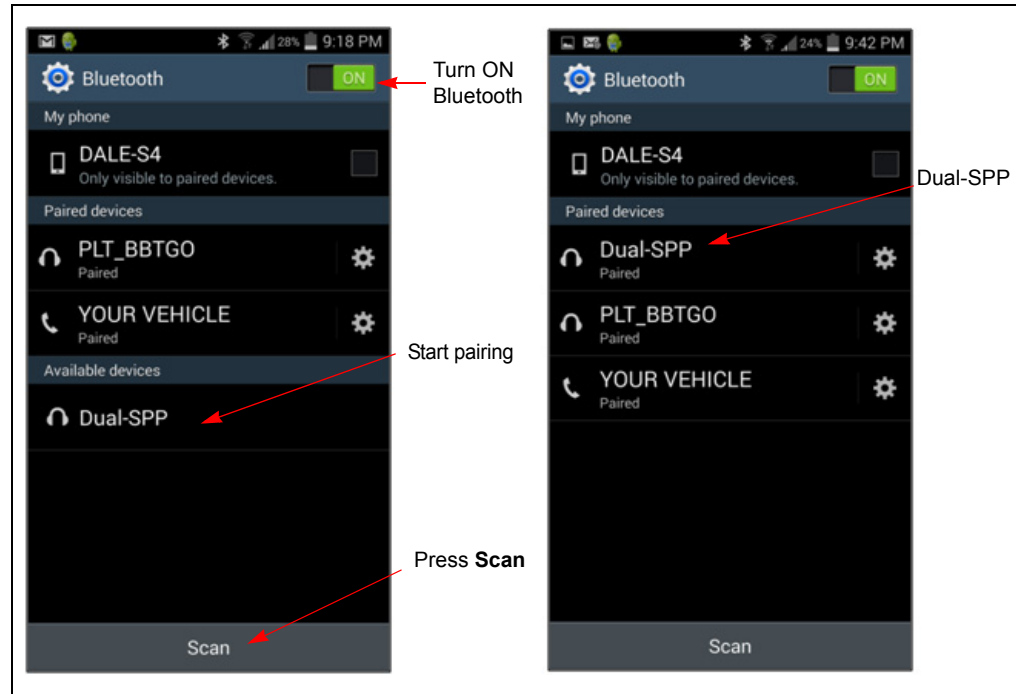 28% 9:18 PM
Bluetooth ON
My phone
DALE-S4
Only visible to paired devices.
Paired devices
PLT_BBTGO
Paired
YOUR VEHICLE
Paired
Available devices
Dual-SPP
Scan
Turn ON
Bluetooth
Start pairing
Press Scan
24% 9:42 PM
Bluetooth ON
My phone
DALE-S4
Only visible to paired devices.
Paired devices
Dual-SPP
Paired
PLT_BBTGO
Paired
YOUR VEHICLE
Paired
Scan
Dual-SPP